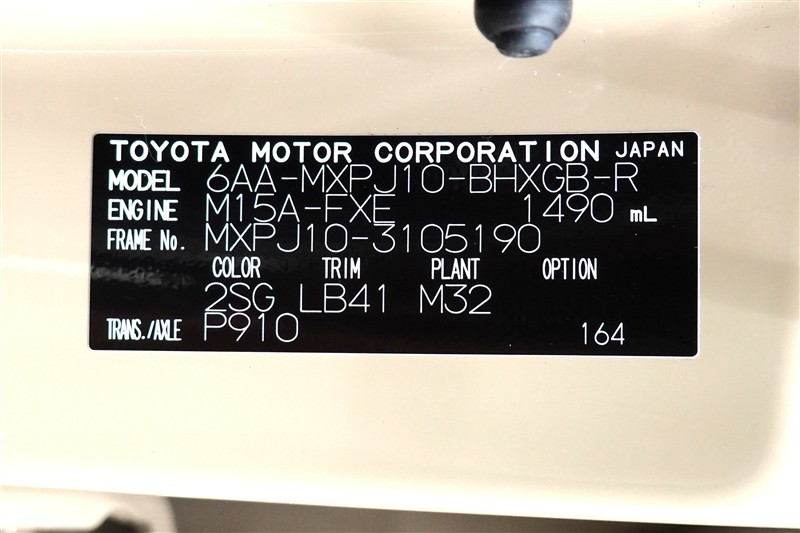 TOYOTA MOTOR CORPORATION JAPAN
MODEL 6AA-MXPJ10-BHXGB-R
ENGINE M15A-FXE 1490 mL
FRAME No. MXPJ10-3105190
COLOR TRIM PLANT OPTION
2SG LB41 M32
TRANS./AXLE P910 164